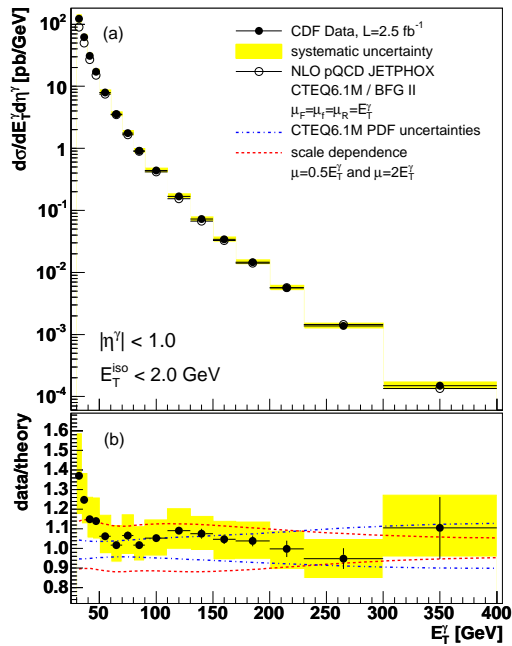 (a)
CDF Data, L=2.5 fb⁻¹
systematic uncertainty
NLO pQCD JETPHOX
CTEQ6.1M / BFG II
μ_F=μ_f=μ_R=E_T^γ
CTEQ6.1M PDF uncertainties
scale dependence
μ=0.5E_T^γ and μ=2E_T^γ
dσ/dE_T^γdη^γ [pb/GeV]
10²
10
1
10⁻¹
10⁻²
10⁻³
10⁻⁴
|η^γ| < 1.0
E_T^iso < 2.0 GeV
(b)
data/theory
1.6
1.5
1.4
1.3
1.2
1.1
1.0
0.9
0.8
50 100 150 200 250 300 350 400
E_T^γ [GeV]